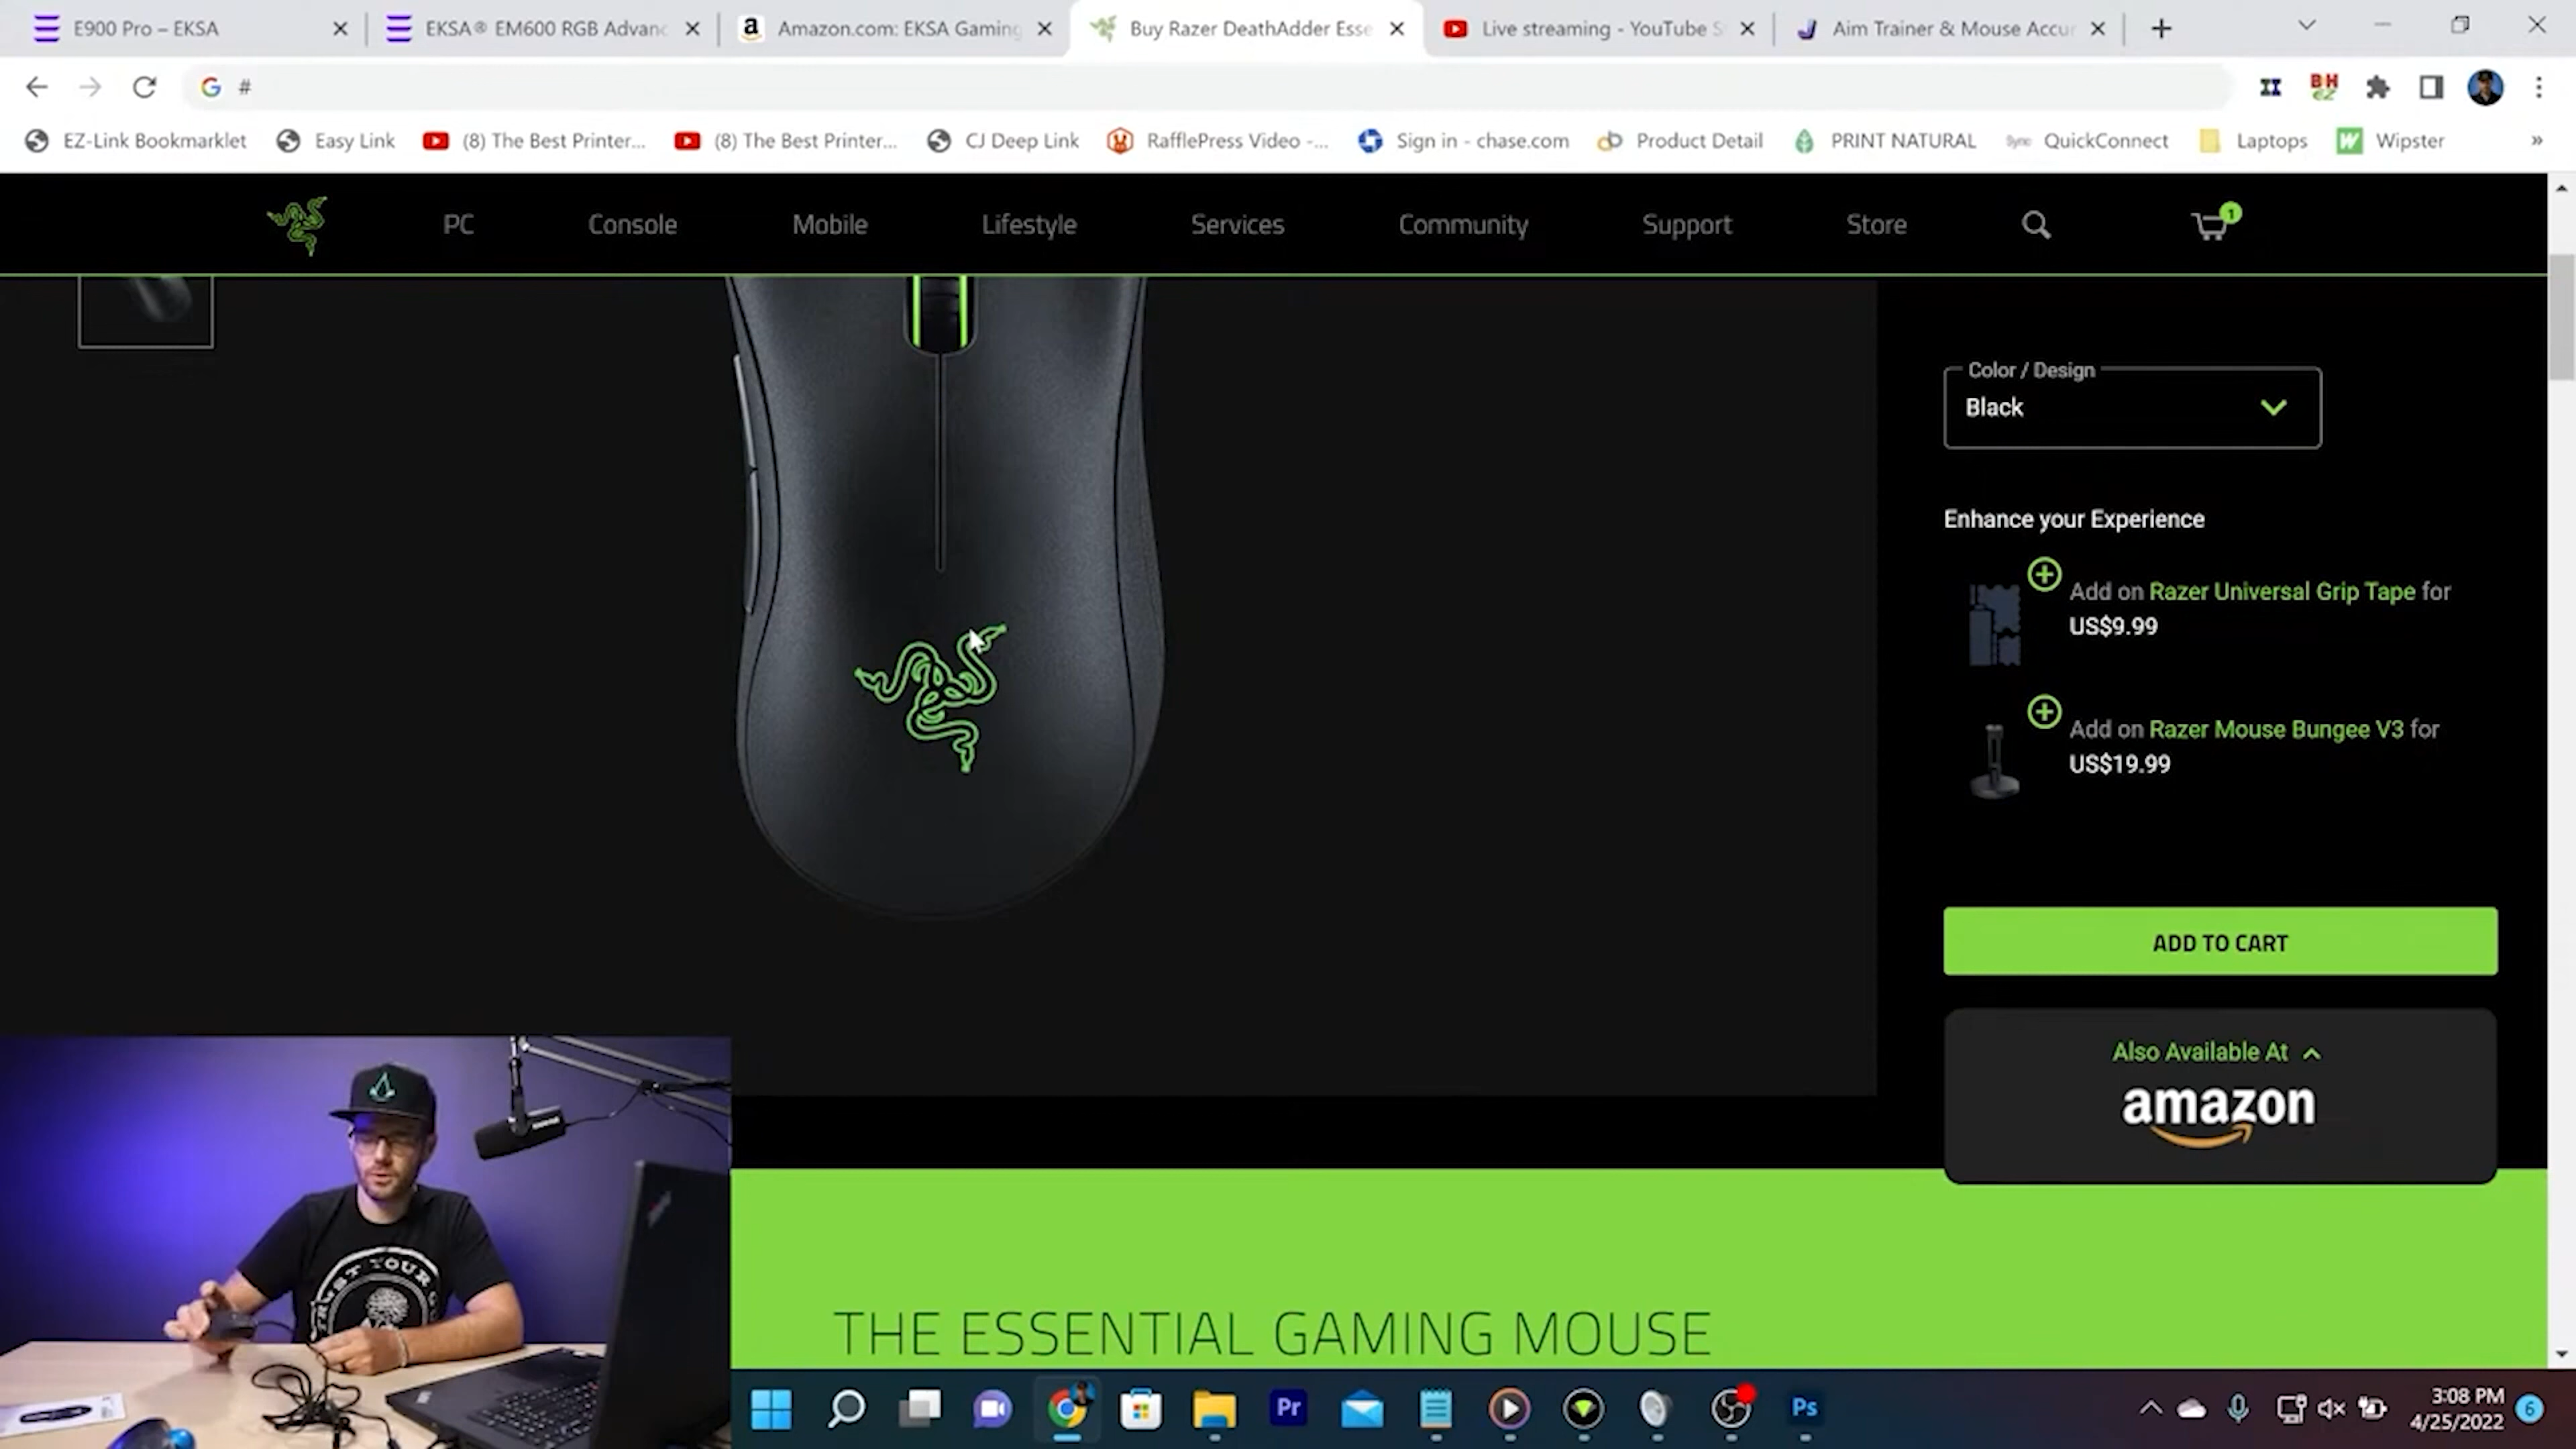 E900 Pro – EKSA
EKSA® EM600 RGB Advanc
Amazon.com: EKSA Gaming
Buy Razer DeathAdder Esse
Live streaming - YouTube S
Aim Trainer & Mouse Accur
#
EZ-Link Bookmarklet
Easy Link
(8) The Best Printer...
(8) The Best Printer...
CJ Deep Link
RafflePress Video -...
Sign in - chase.com
Product Detail
PRINT NATURAL
QuickConnect
Laptops
Wipster
PC
Console
Mobile
Lifestyle
Services
Community
Support
Store
1
Color / Design
Black
Enhance your Experience
Add on Razer Universal Grip Tape for
US$9.99
Add on Razer Mouse Bungee V3 for
US$19.99
ADD TO CART
Also Available At
amazon
THE ESSENTIAL GAMING MOUSE
Pr
Ps
3:08 PM
4/25/2022
6